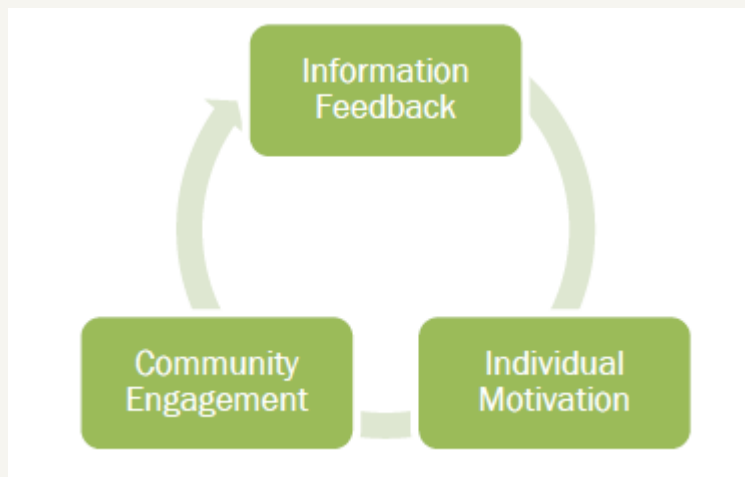 Information
Feedback
Community
Engagement
Individual
Motivation